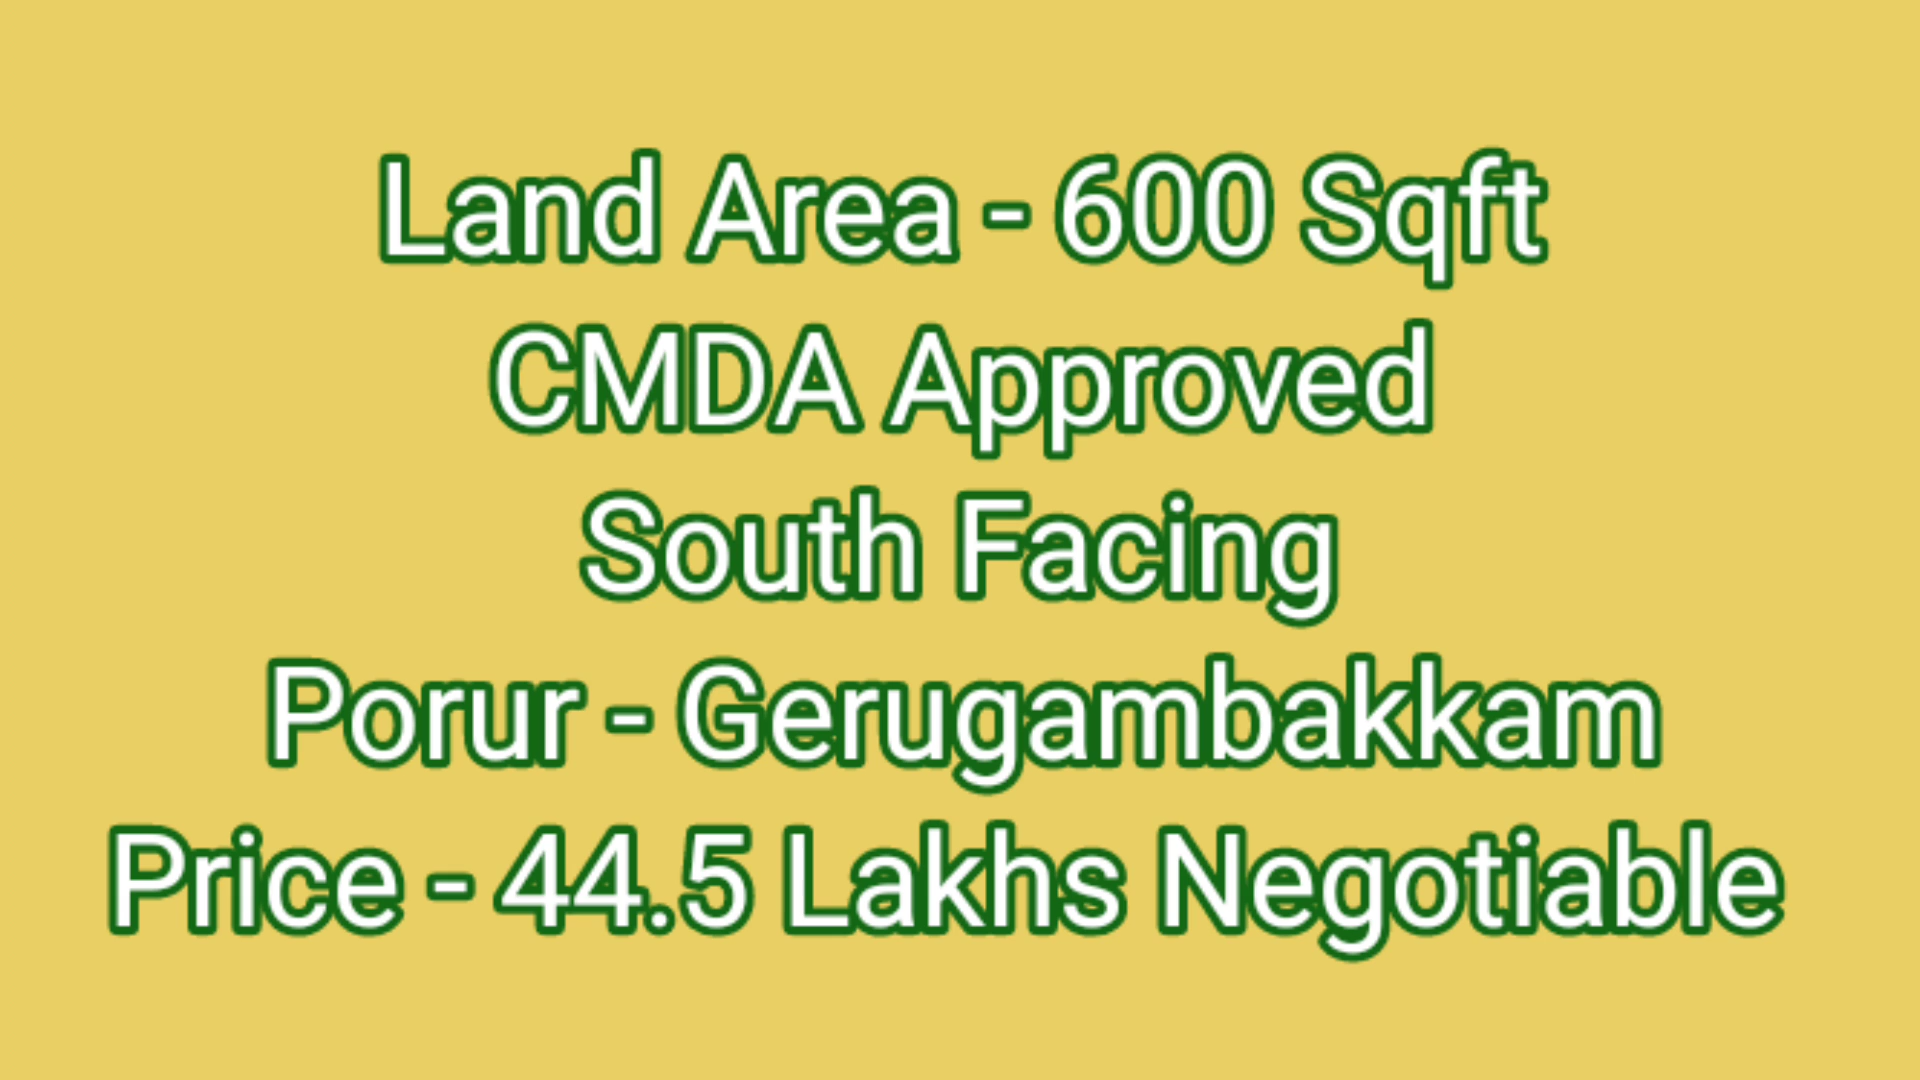 Land Area - 600 Sqft
CMDA Approved
South Facing
Porur - Gerugambakkam
Price - 44.5 Lakhs Negotiable